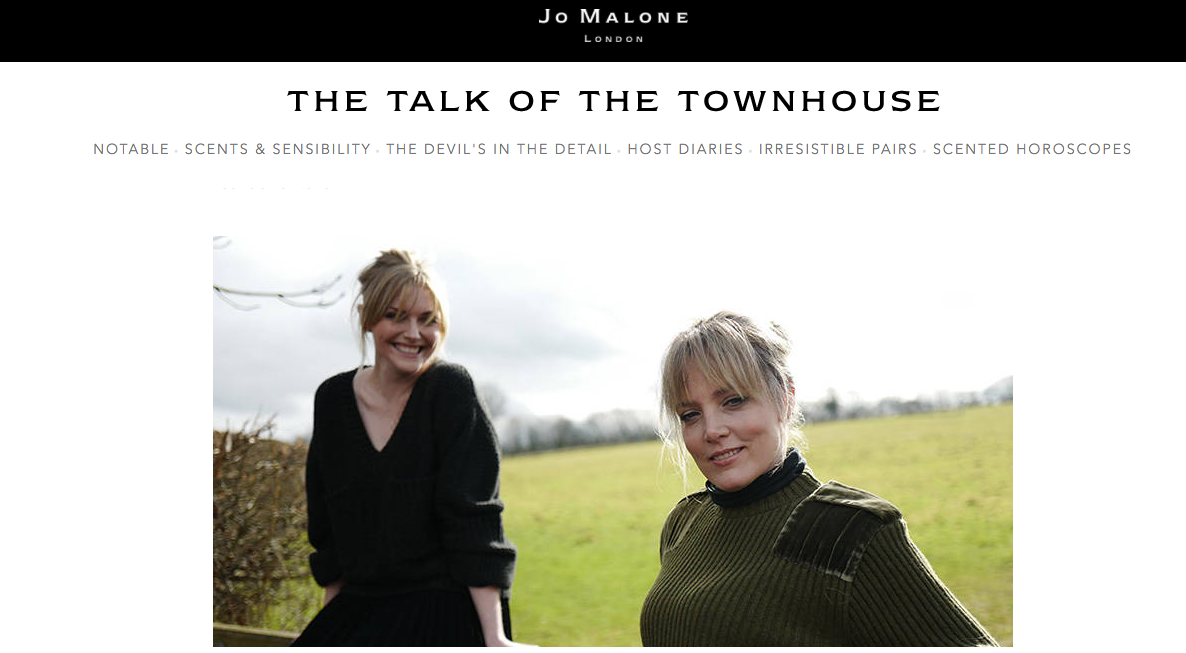 Jo Malone
London
THE TALK OF THE TOWNHOUSE
NOTABLE • SCENTS & SENSIBILITY • THE DEVIL'S IN THE DETAIL • HOST DIARIES • IRRESISTIBLE PAIRS • SCENTED HOROSCOPES